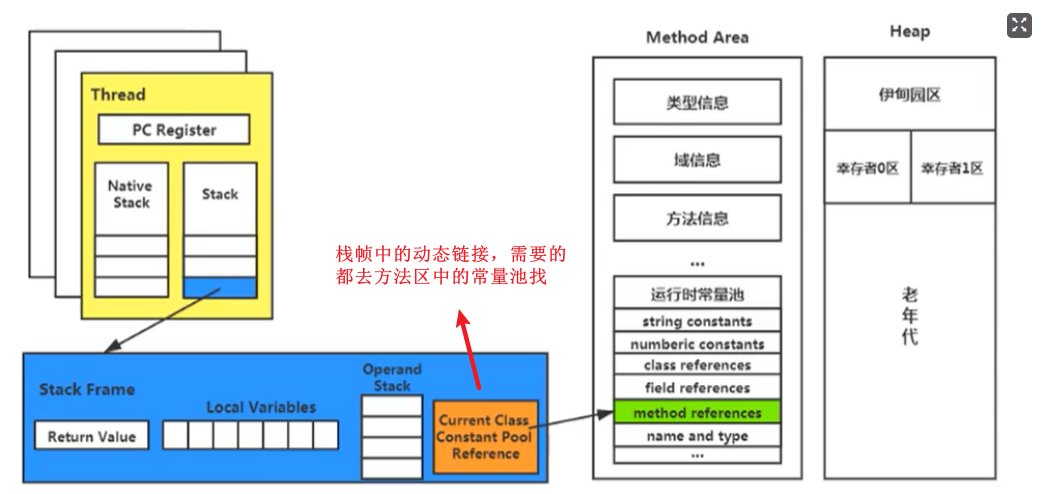 Thread
PC Register
Native
Stack
Stack
栈帧中的动态链接，需要的
都去方法区中的常量池找
Stack Frame
Return Value
Local Variables
Operand
Stack
Current Class
Constant Pool
Reference
Method Area
类型信息
域信息
方法信息
...
运行时常量池
string constants
numberic constants
class references
field references
method references
name and type
...
Heap
伊甸园区
幸存者0区
幸存者1区
老
年
代